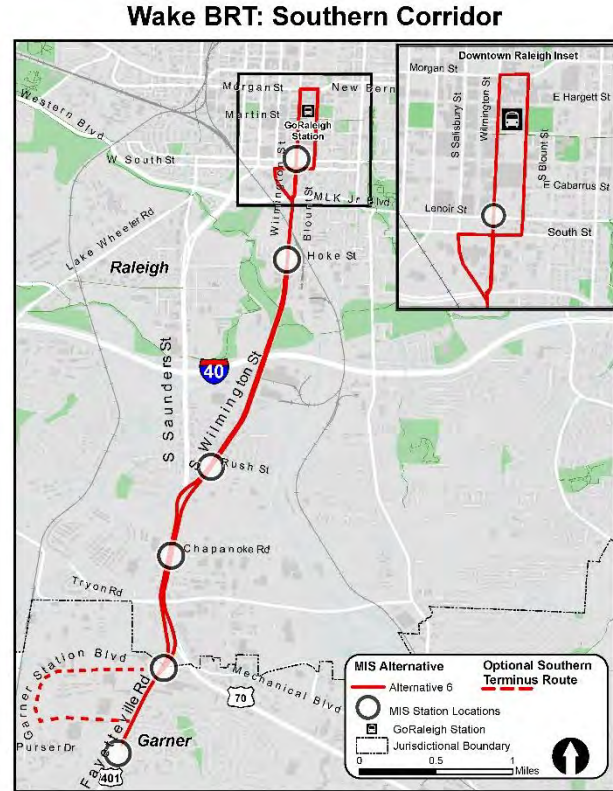 Wake BRT: Southern Corridor
Morgan St
New Bern
Martin St
GoRaleigh
Station
Western Blvd
W South St
Wilmington St
Blount St
MLK Jr Blvd
Lake Wheeler Rd
Hoke St
Raleigh
40
S Saunders St
S Wilmington St
Rush St
Chapanoke Rd
Tryon Rd
Garner Station Blvd
Mechanical Blvd
70
Fayetteville Rd
Purser Dr
Garner
401
Downtown Raleigh Inset
Morgan St
S Salisbury St
Wilmington St
E Hargett St
S Blount St
E Cabarrus St
Lenoir St
South St
MIS Alternative
Alternative 6
MIS Station Locations
GoRaleigh Station
Jurisdictional Boundary
Optional Southern
Terminus Route
0 0.5 1
Miles